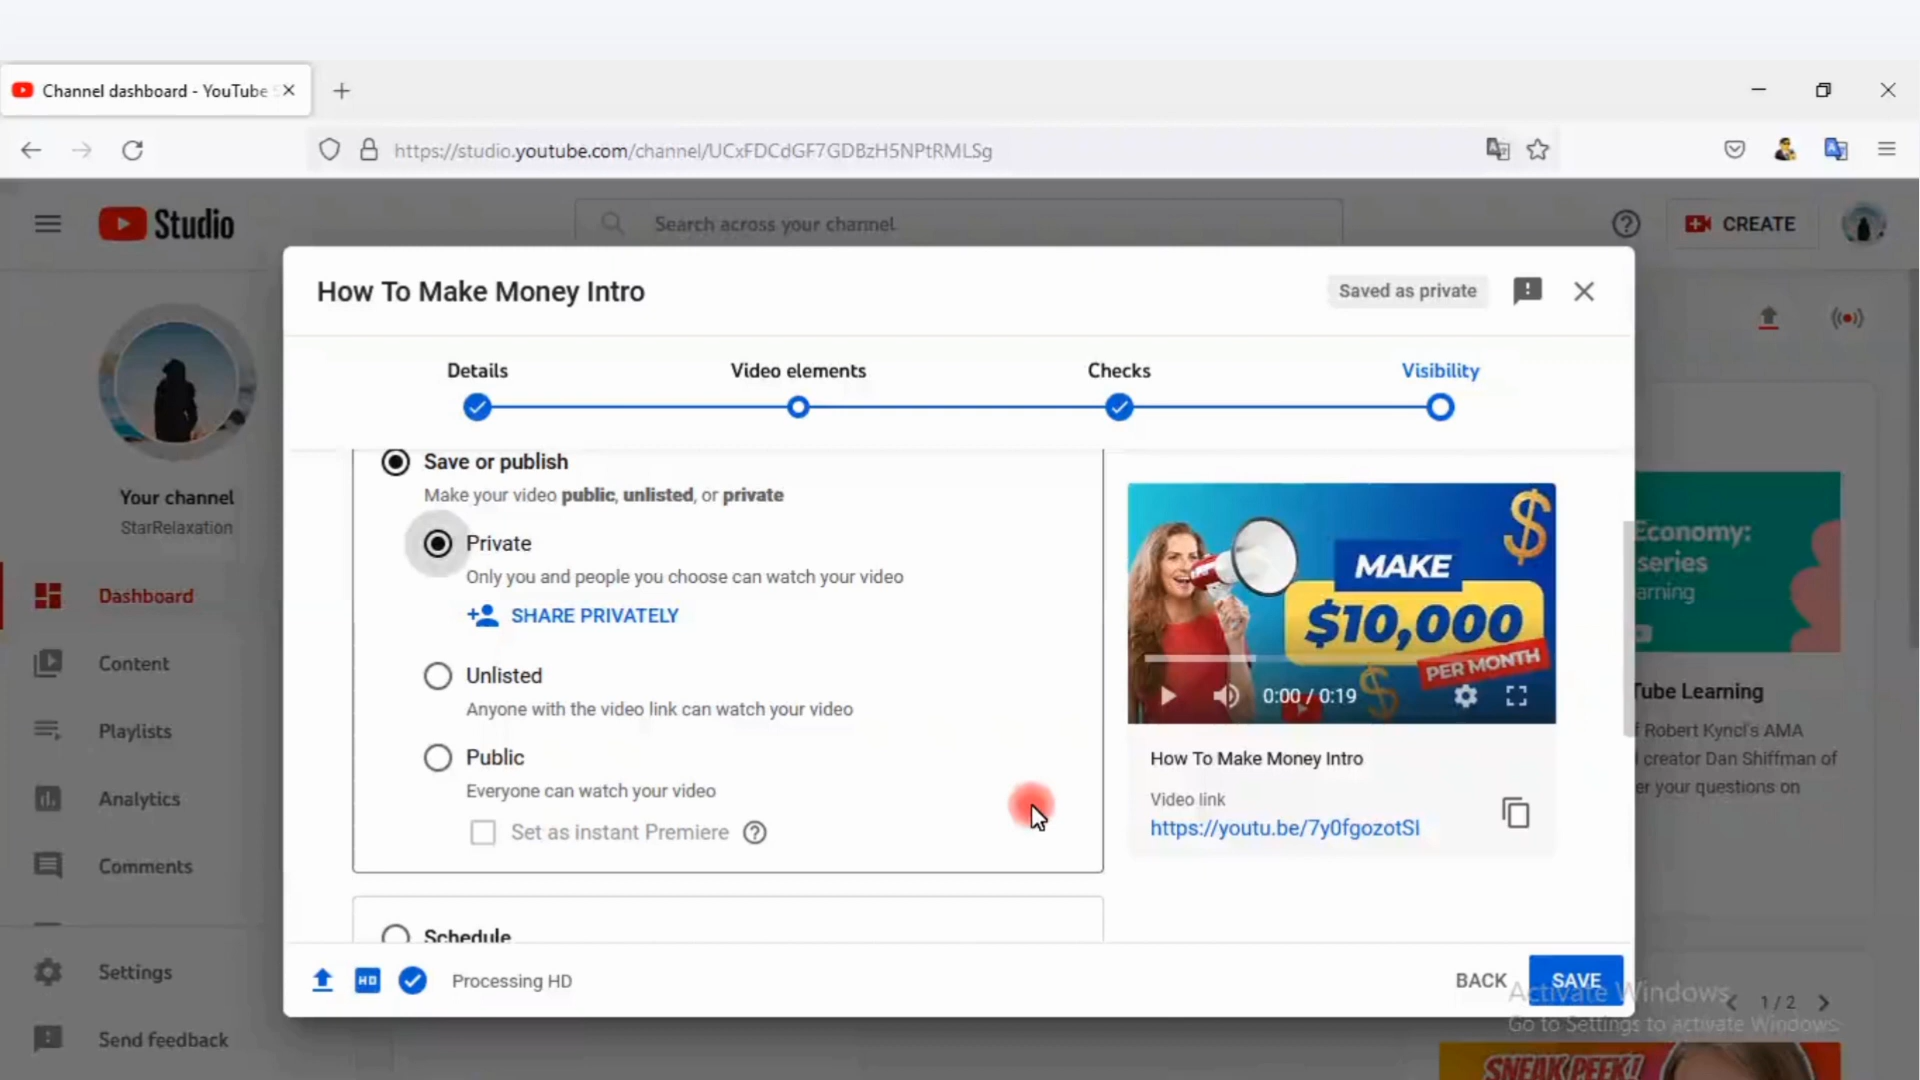 Channel dashboard - YouTube
https://studio.youtube.com/channel/UCxFDCdGF7GDBzH5NPtRMLSg
Studio
Search across your channel
CREATE
How To Make Money Intro
Saved as private
Details
Video elements
Checks
Visibility
Your channel
StarRelaxation
Dashboard
Content
Playlists
Analytics
Comments
Settings
Send feedback
Save or publish
Make your video public, unlisted, or private
Private
Only you and people you choose can watch your video
SHARE PRIVATELY
Unlisted
Anyone with the video link can watch your video
Public
Everyone can watch your video
Set as instant Premiere
Schedule
MAKE
$10,000
PER MONTH
0:00 / 0:19
How To Make Money Intro
Video link
https://youtu.be/7y0fgozotSI
Economy:
series
arning
Tube Learning
Robert Kyncl's AMA
creator Dan Shiffman of
er your questions on
HD
Processing HD
BACK
SAVE
Activate Windows
Go to Settings to activate Windows.
1 / 2
SNEAK PEEK!